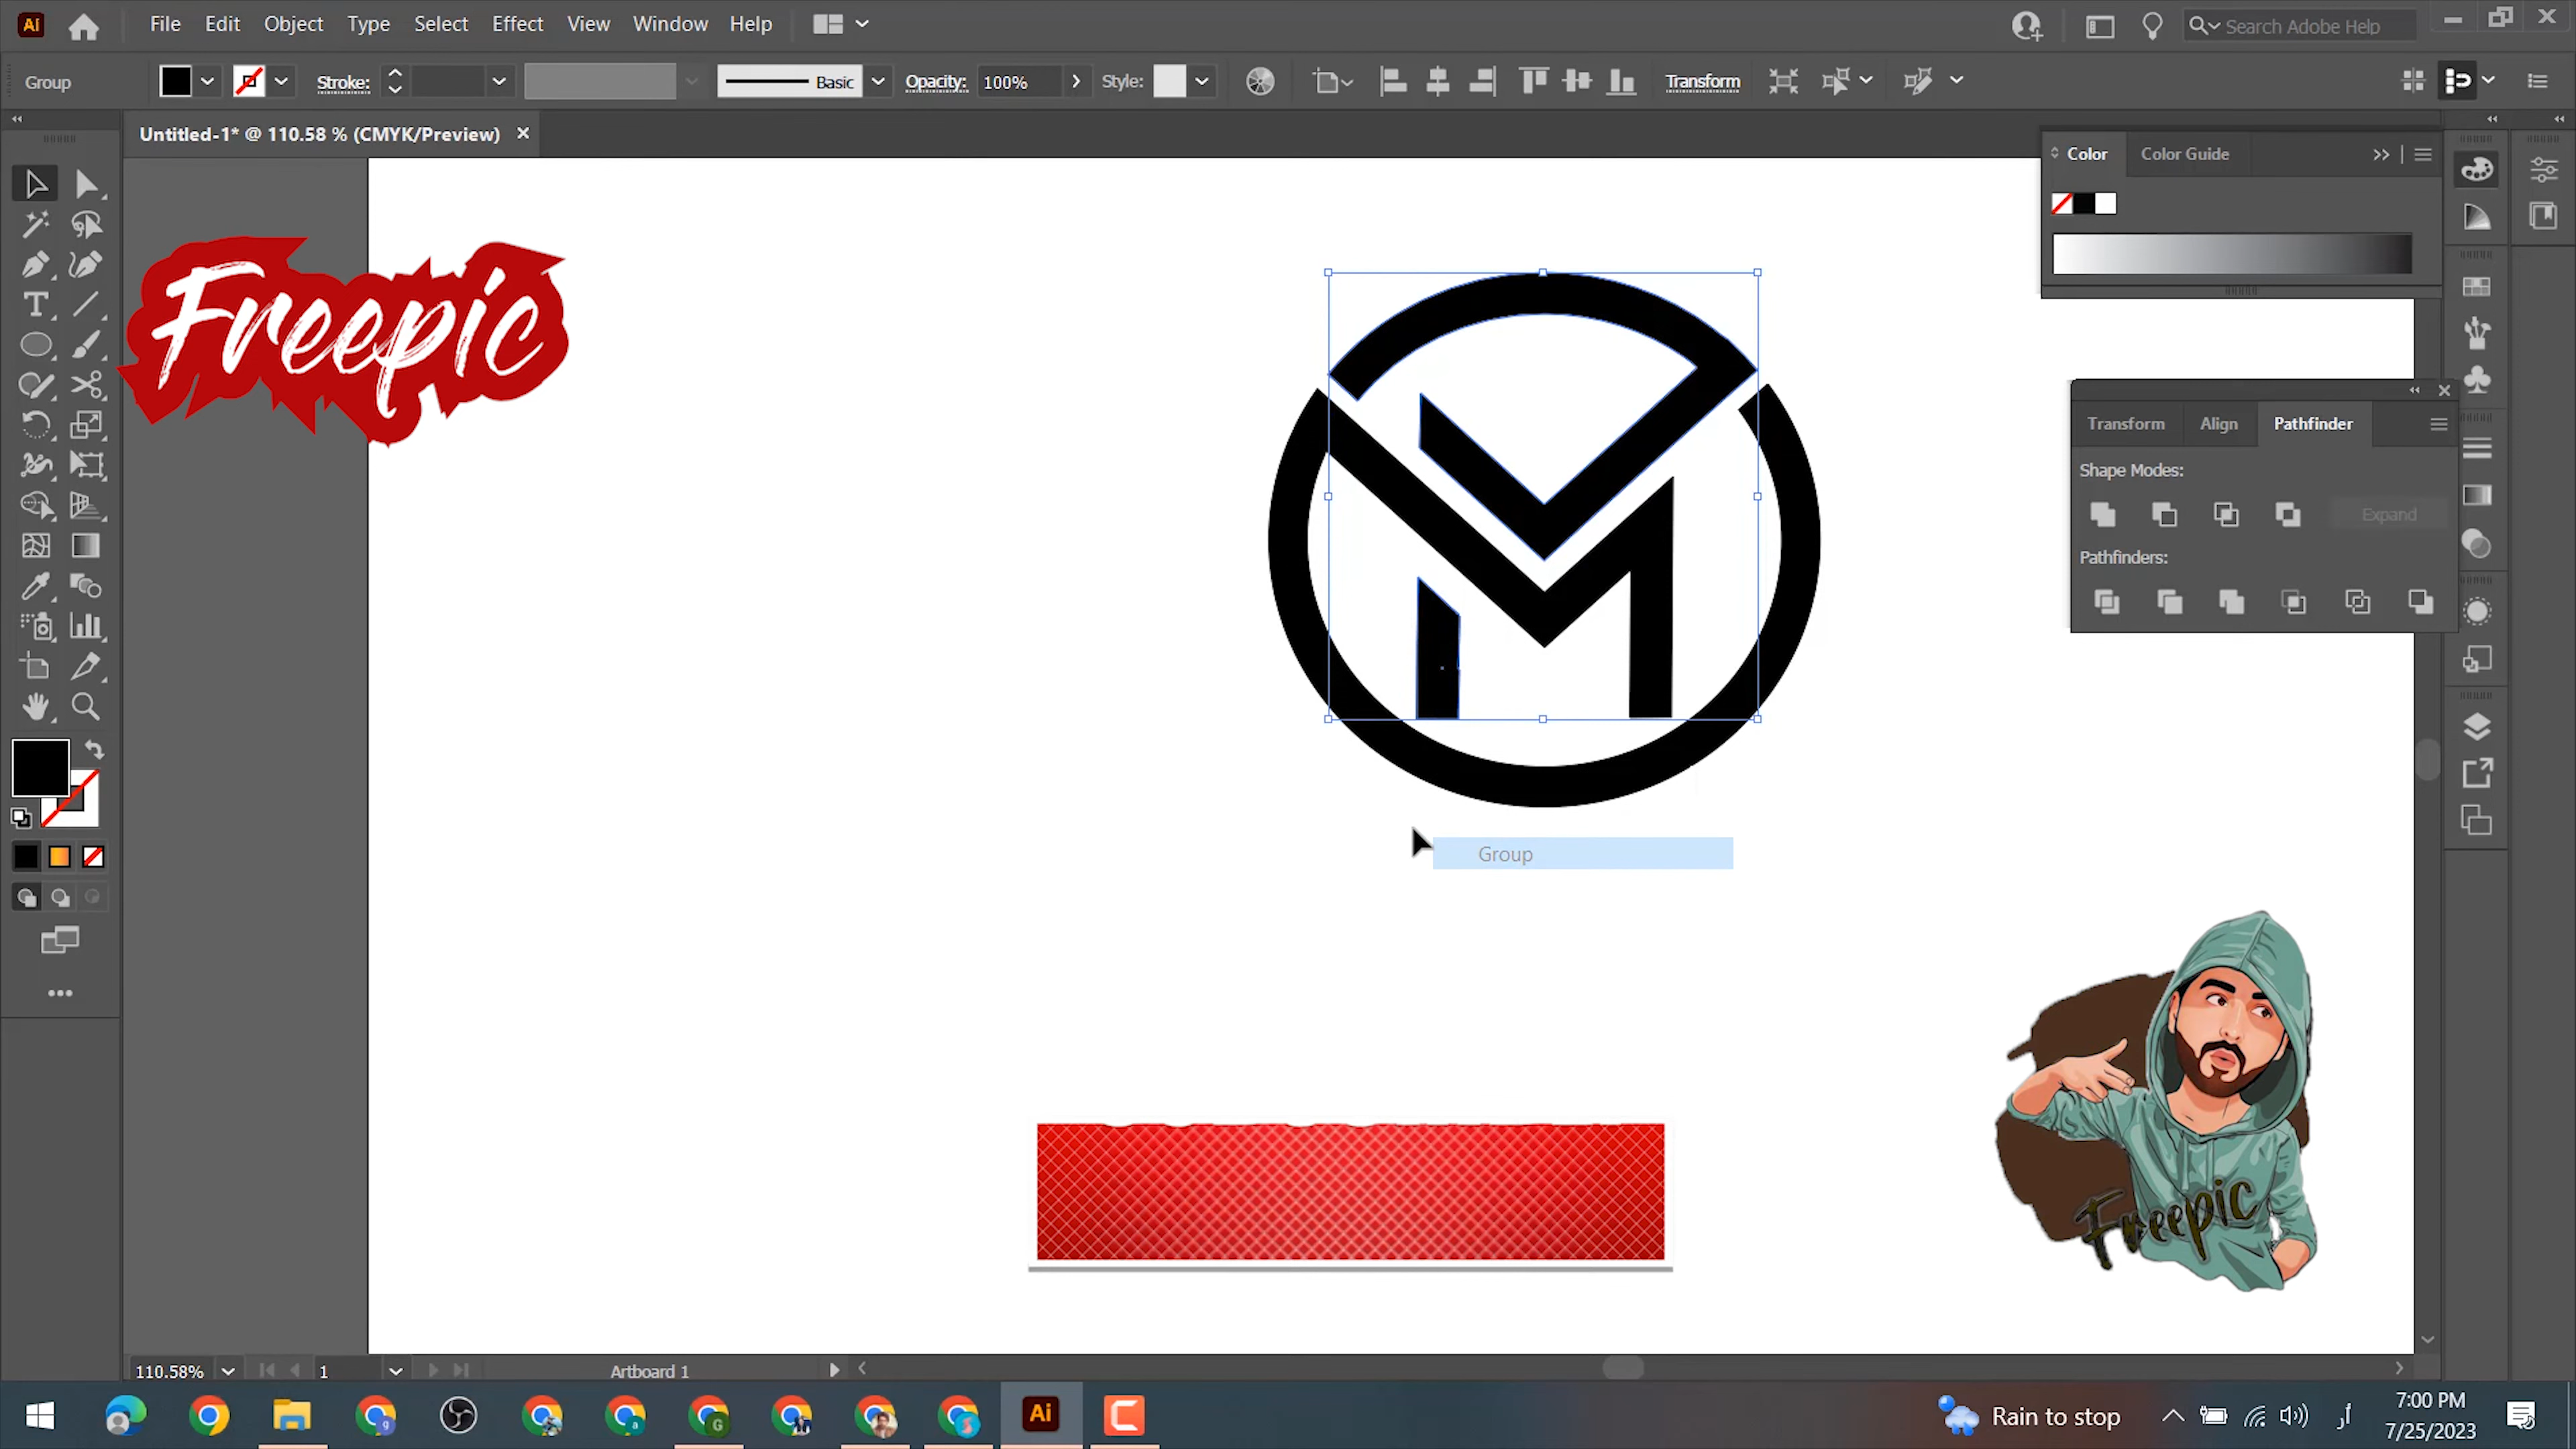 Ai File Edit Object Type Select Effect View Window Help Search Adobe Help
Group Stroke: Basic Opacity: 100% Style: Transform
Untitled-1* @ 110.58 % (CMYK/Preview)
Color Color Guide
Freepic
Transform Align Pathfinder
Shape Modes:
Expand
Pathfinders:
M
Group
Freepic
110.58% 1 Artboard 1
Ai
Rain to stop
7:00 PM
7/25/2023